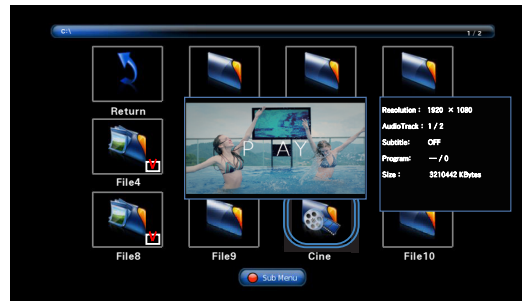 C:\
1 / 2
Return
P L AY
Resolution : 1920 × 1080
AudioTrack : 1 / 2
Subtitle: OFF
Program: — / 0
Size : 3210442 KBytes
File4
File8
File9
Cine
File10
Sub Menu